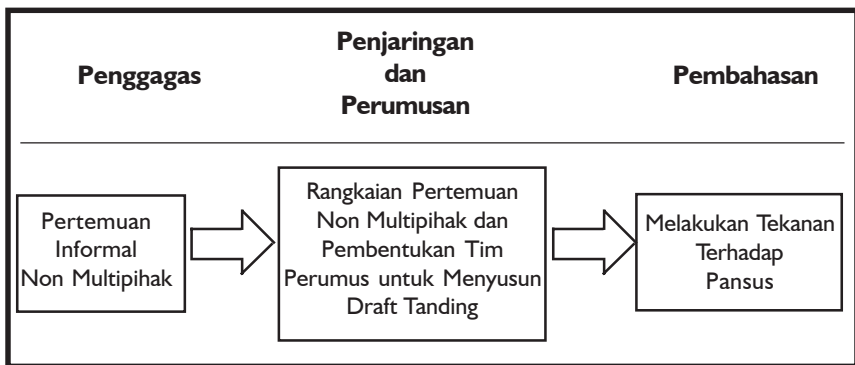 Penggagas
Penjaringan
dan
Perumusan
Pembahasan
Pertemuan
Informal
Non Multipihak
Rangkaian Pertemuan
Non Multipihak dan
Pembentukan Tim
Perumus untuk Menyusun
Draft Tanding
Melakukan Tekanan
Terhadap
Pansus